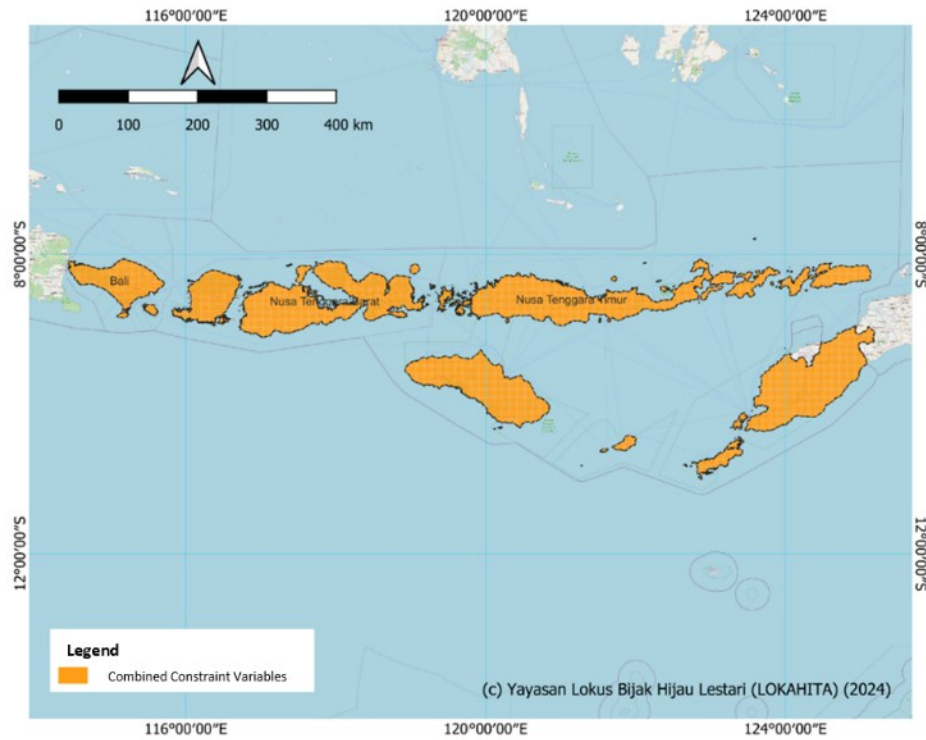 116°00′00″E 120°00′00″E 124°00′00″E
0 100 200 300 400 km
8°00′00″S 8°00′00″S
Bali
Nusa Tenggara Barat
Nusa Tenggara Timur
12°00′00″S 12°00′00″S
Legend
Combined Constraint Variables
(c) Yayasan Lokus Bijak Hijau Lestari (LOKAHITA) (2024)
116°00′00″E 120°00′00″E 124°00′00″E